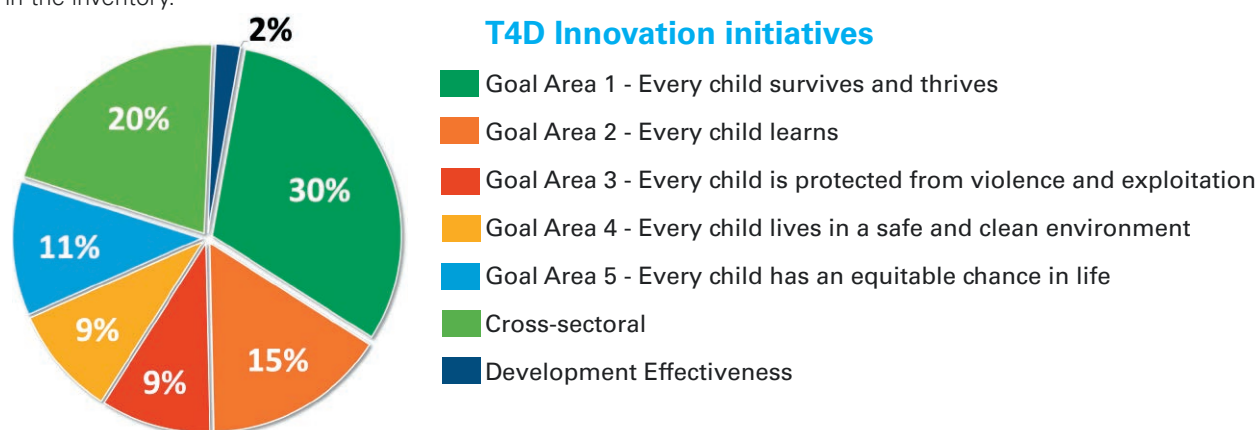 in the inventory.
2%
T4D Innovation initiatives
Goal Area 1 - Every child survives and thrives
20%
Goal Area 2 - Every child learns
30%
Goal Area 3 - Every child is protected from violence and exploitation
Goal Area 4 - Every child lives in a safe and clean environment
11%
Goal Area 5 - Every child has an equitable chance in life
9%
Cross-sectoral
15%
Development Effectiveness
9%